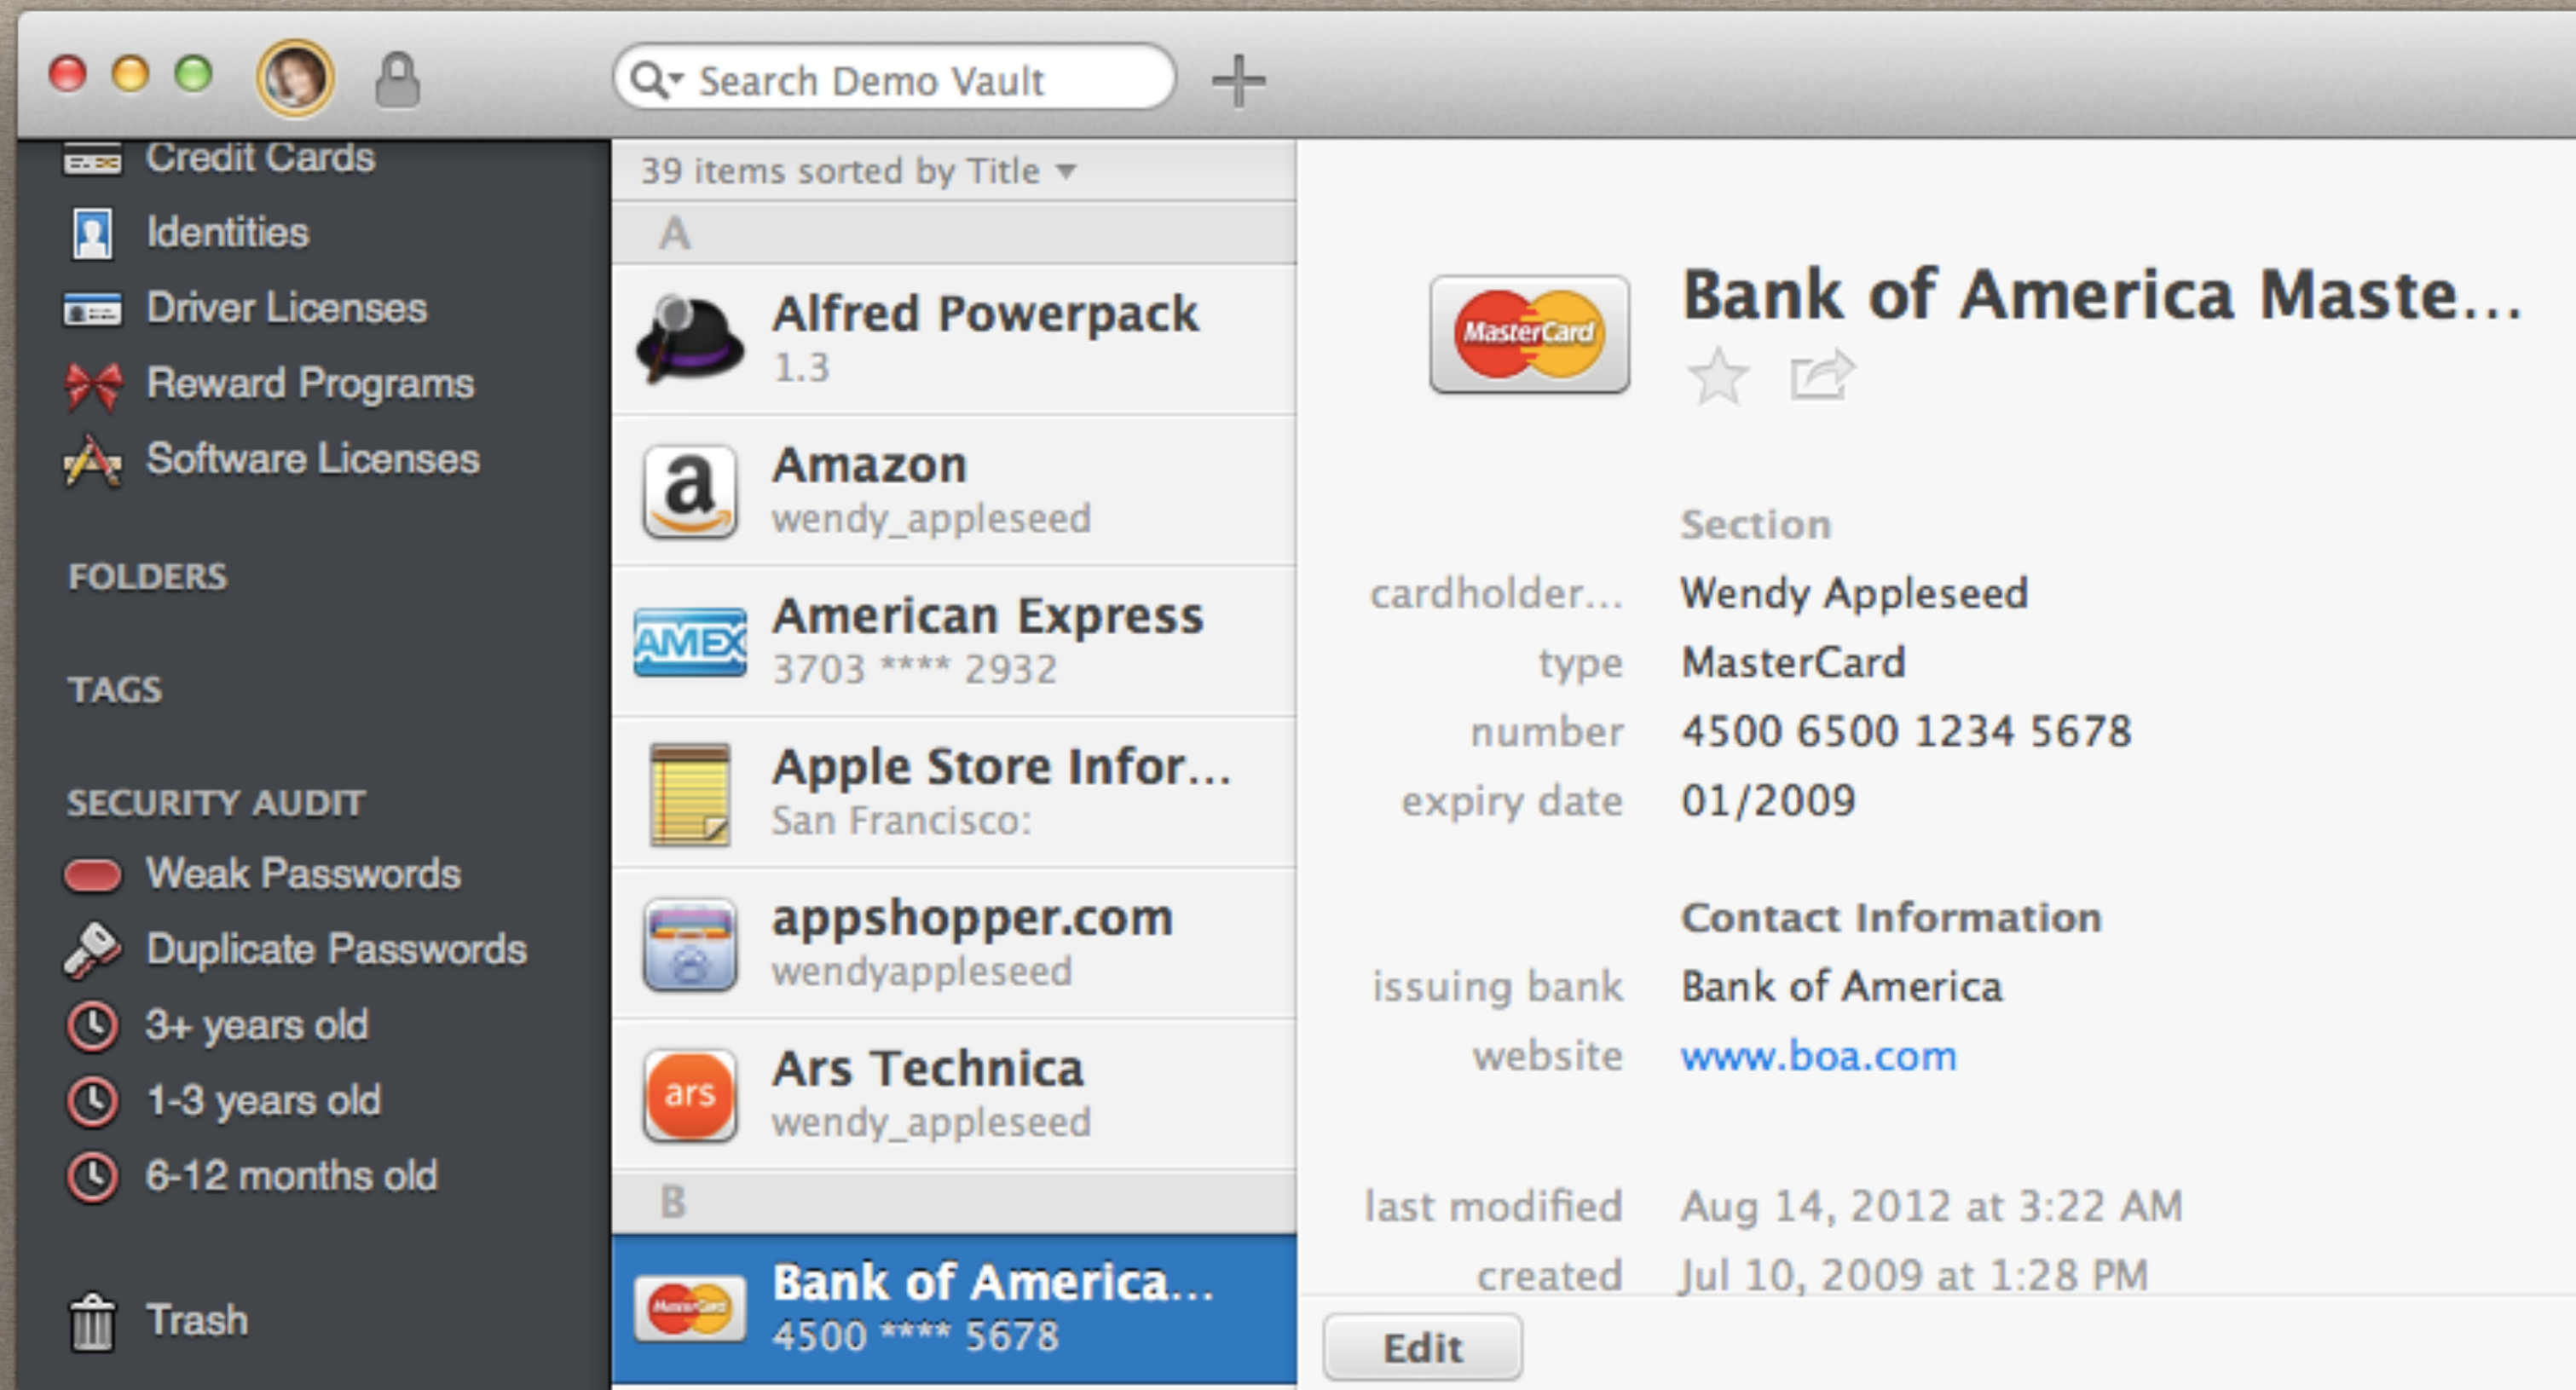 Search Demo Vault
Credit Cards
Identities
Driver Licenses
Reward Programs
Software Licenses
FOLDERS
TAGS
SECURITY AUDIT
Weak Passwords
Duplicate Passwords
3+ years old
1-3 years old
6-12 months old
Trash
39 items sorted by Title
A
Alfred Powerpack
1.3
a
Amazon
wendy_appleseed
AMEX
American Express
3703 **** 2932
Apple Store Infor...
San Francisco:
appshopper.com
wendyappleseed
ars
Ars Technica
wendy_appleseed
B
MasterCard
Bank of America...
4500 **** 5678
MasterCard
Bank of America Maste...
Section
cardholder... Wendy Appleseed
type MasterCard
number 4500 6500 1234 5678
expiry date 01/2009
Contact Information
issuing bank Bank of America
website www.boa.com
last modified Aug 14, 2012 at 3:22 AM
created Jul 10, 2009 at 1:28 PM
Edit